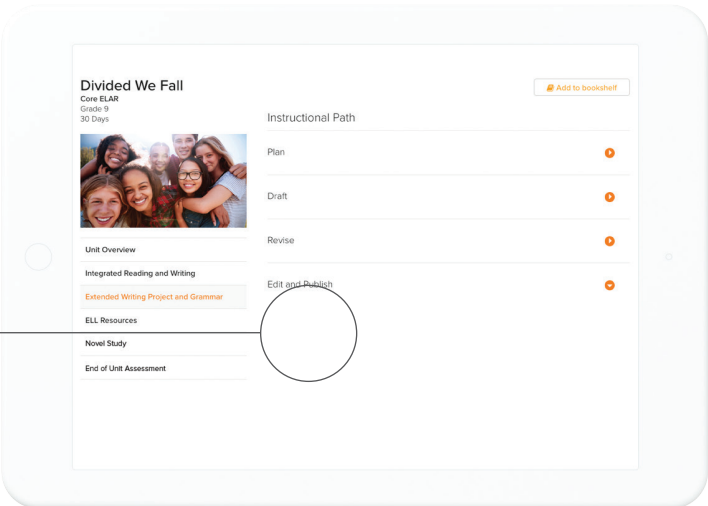 Divided We Fall
Core ELAR
Grade 9
30 Days
Unit Overview
Integrated Reading and Writing
Extended Writing Project and Grammar
ELL Resources
Novel Study
End of Unit Assessment
Add to bookshelf
Instructional Path
Plan
Draft
Revise
Edit and Publish